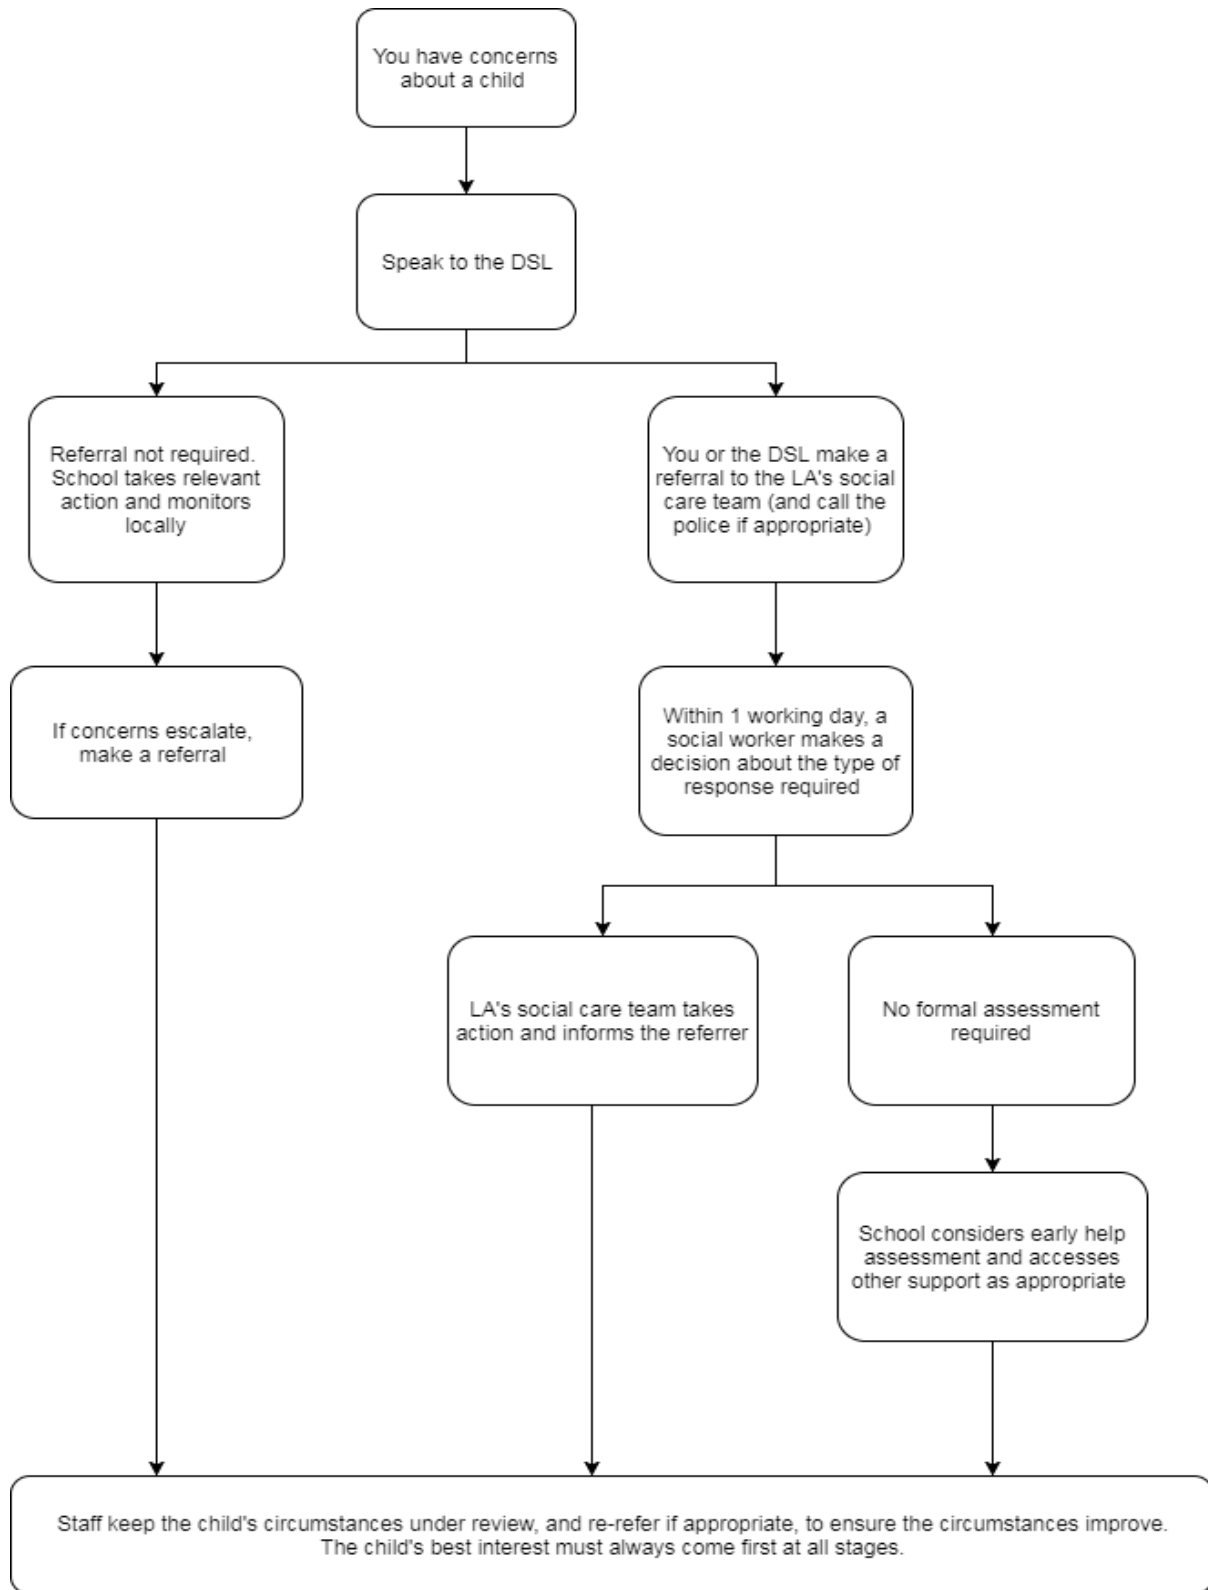 You have concerns
about a child
Speak to the DSL
Referral not required.
School takes relevant
action and monitors
locally
You or the DSL make a
referral to the LA's social
care team (and call the
police if appropriate)
If concerns escalate,
make a referral
Within 1 working day, a
social worker makes a
decision about the type of
response required
LA's social care team takes
action and informs the referrer
No formal assessment
required
School considers early help
assessment and accesses
other support as appropriate
Staff keep the child's circumstances under review, and re-refer if appropriate, to ensure the circumstances improve.
The child's best interest must always come first at all stages.